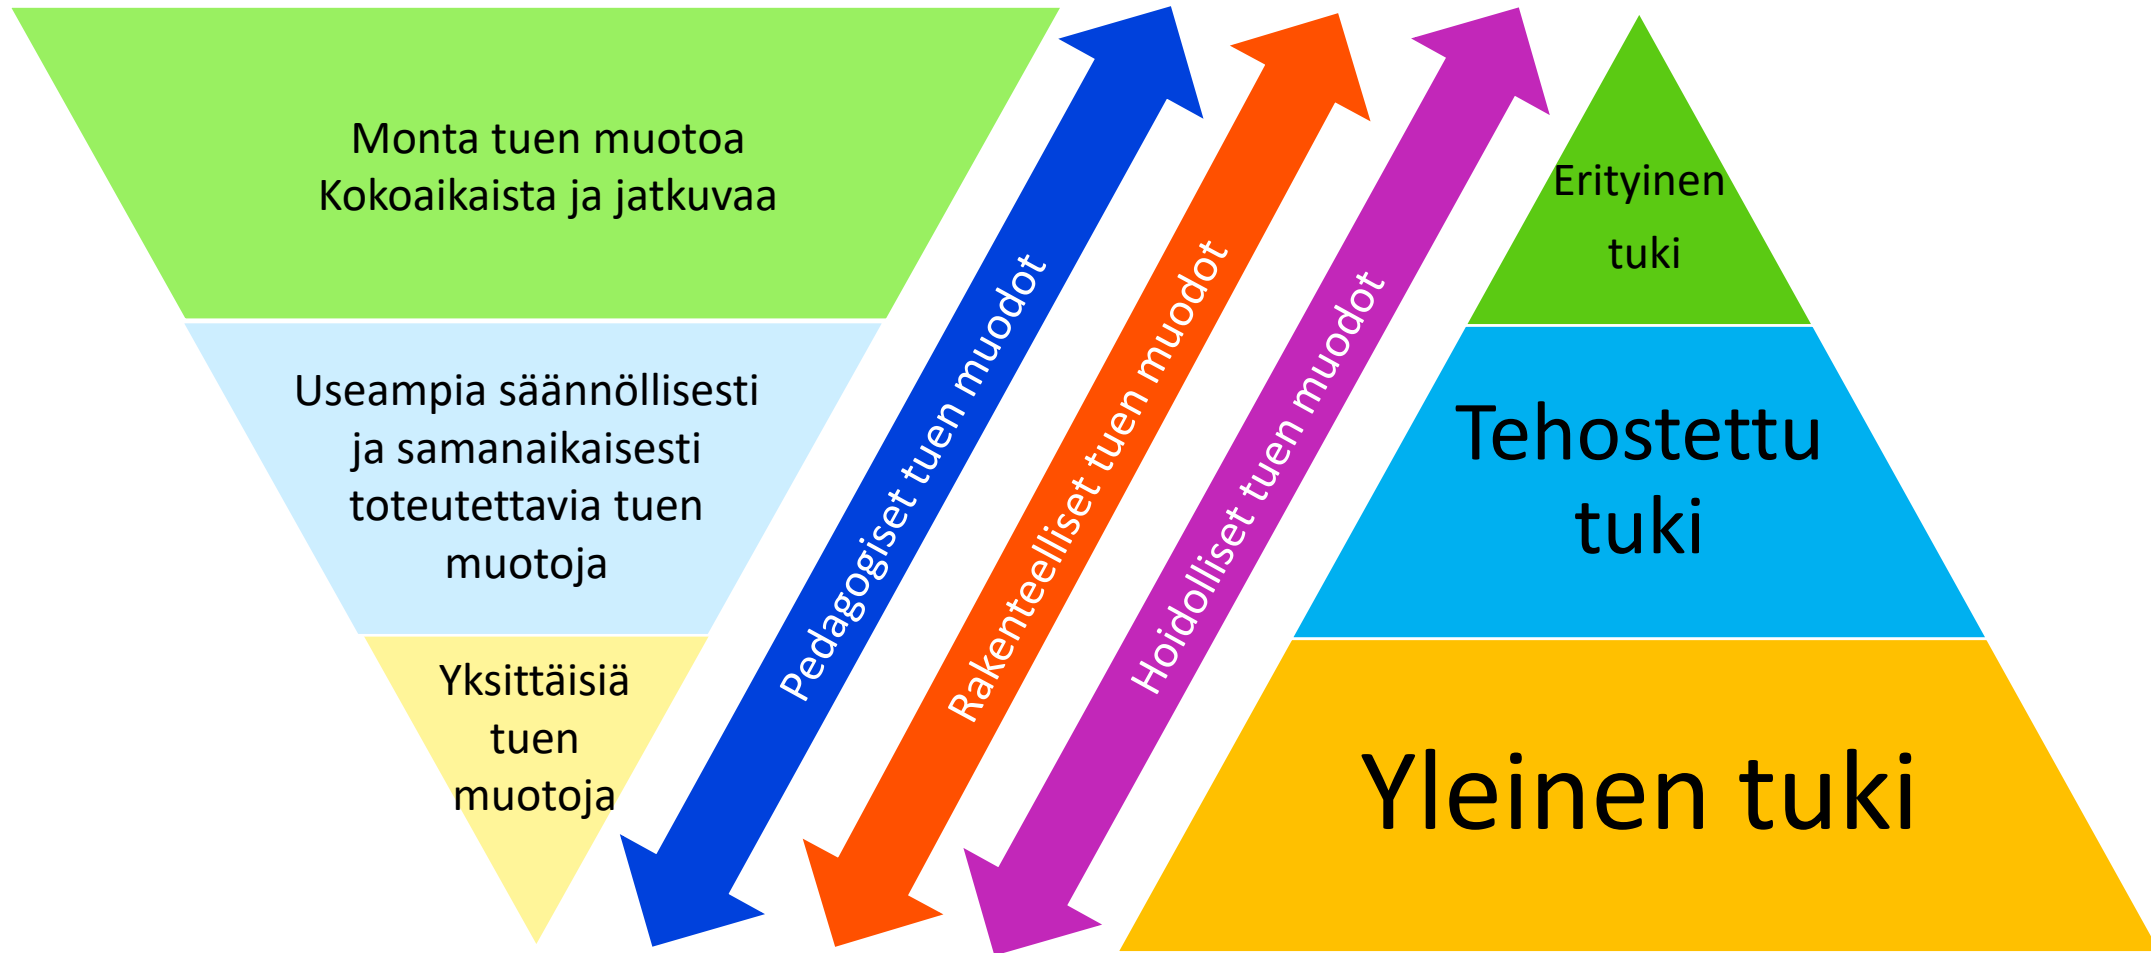 Monta tuen muotoa
Kokoaikaista ja jatkuvaa
Useampia säännöllisesti
ja samanaikaisesti
toteutettavia tuen
muotoja
Yksittäisiä
tuen
muotoja
Pedagogiset tuen muodot
Rakenteelliset tuen muodot
Hoidolliset tuen muodot
Erityinen
tuki
Tehostettu
tuki
Yleinen tuki